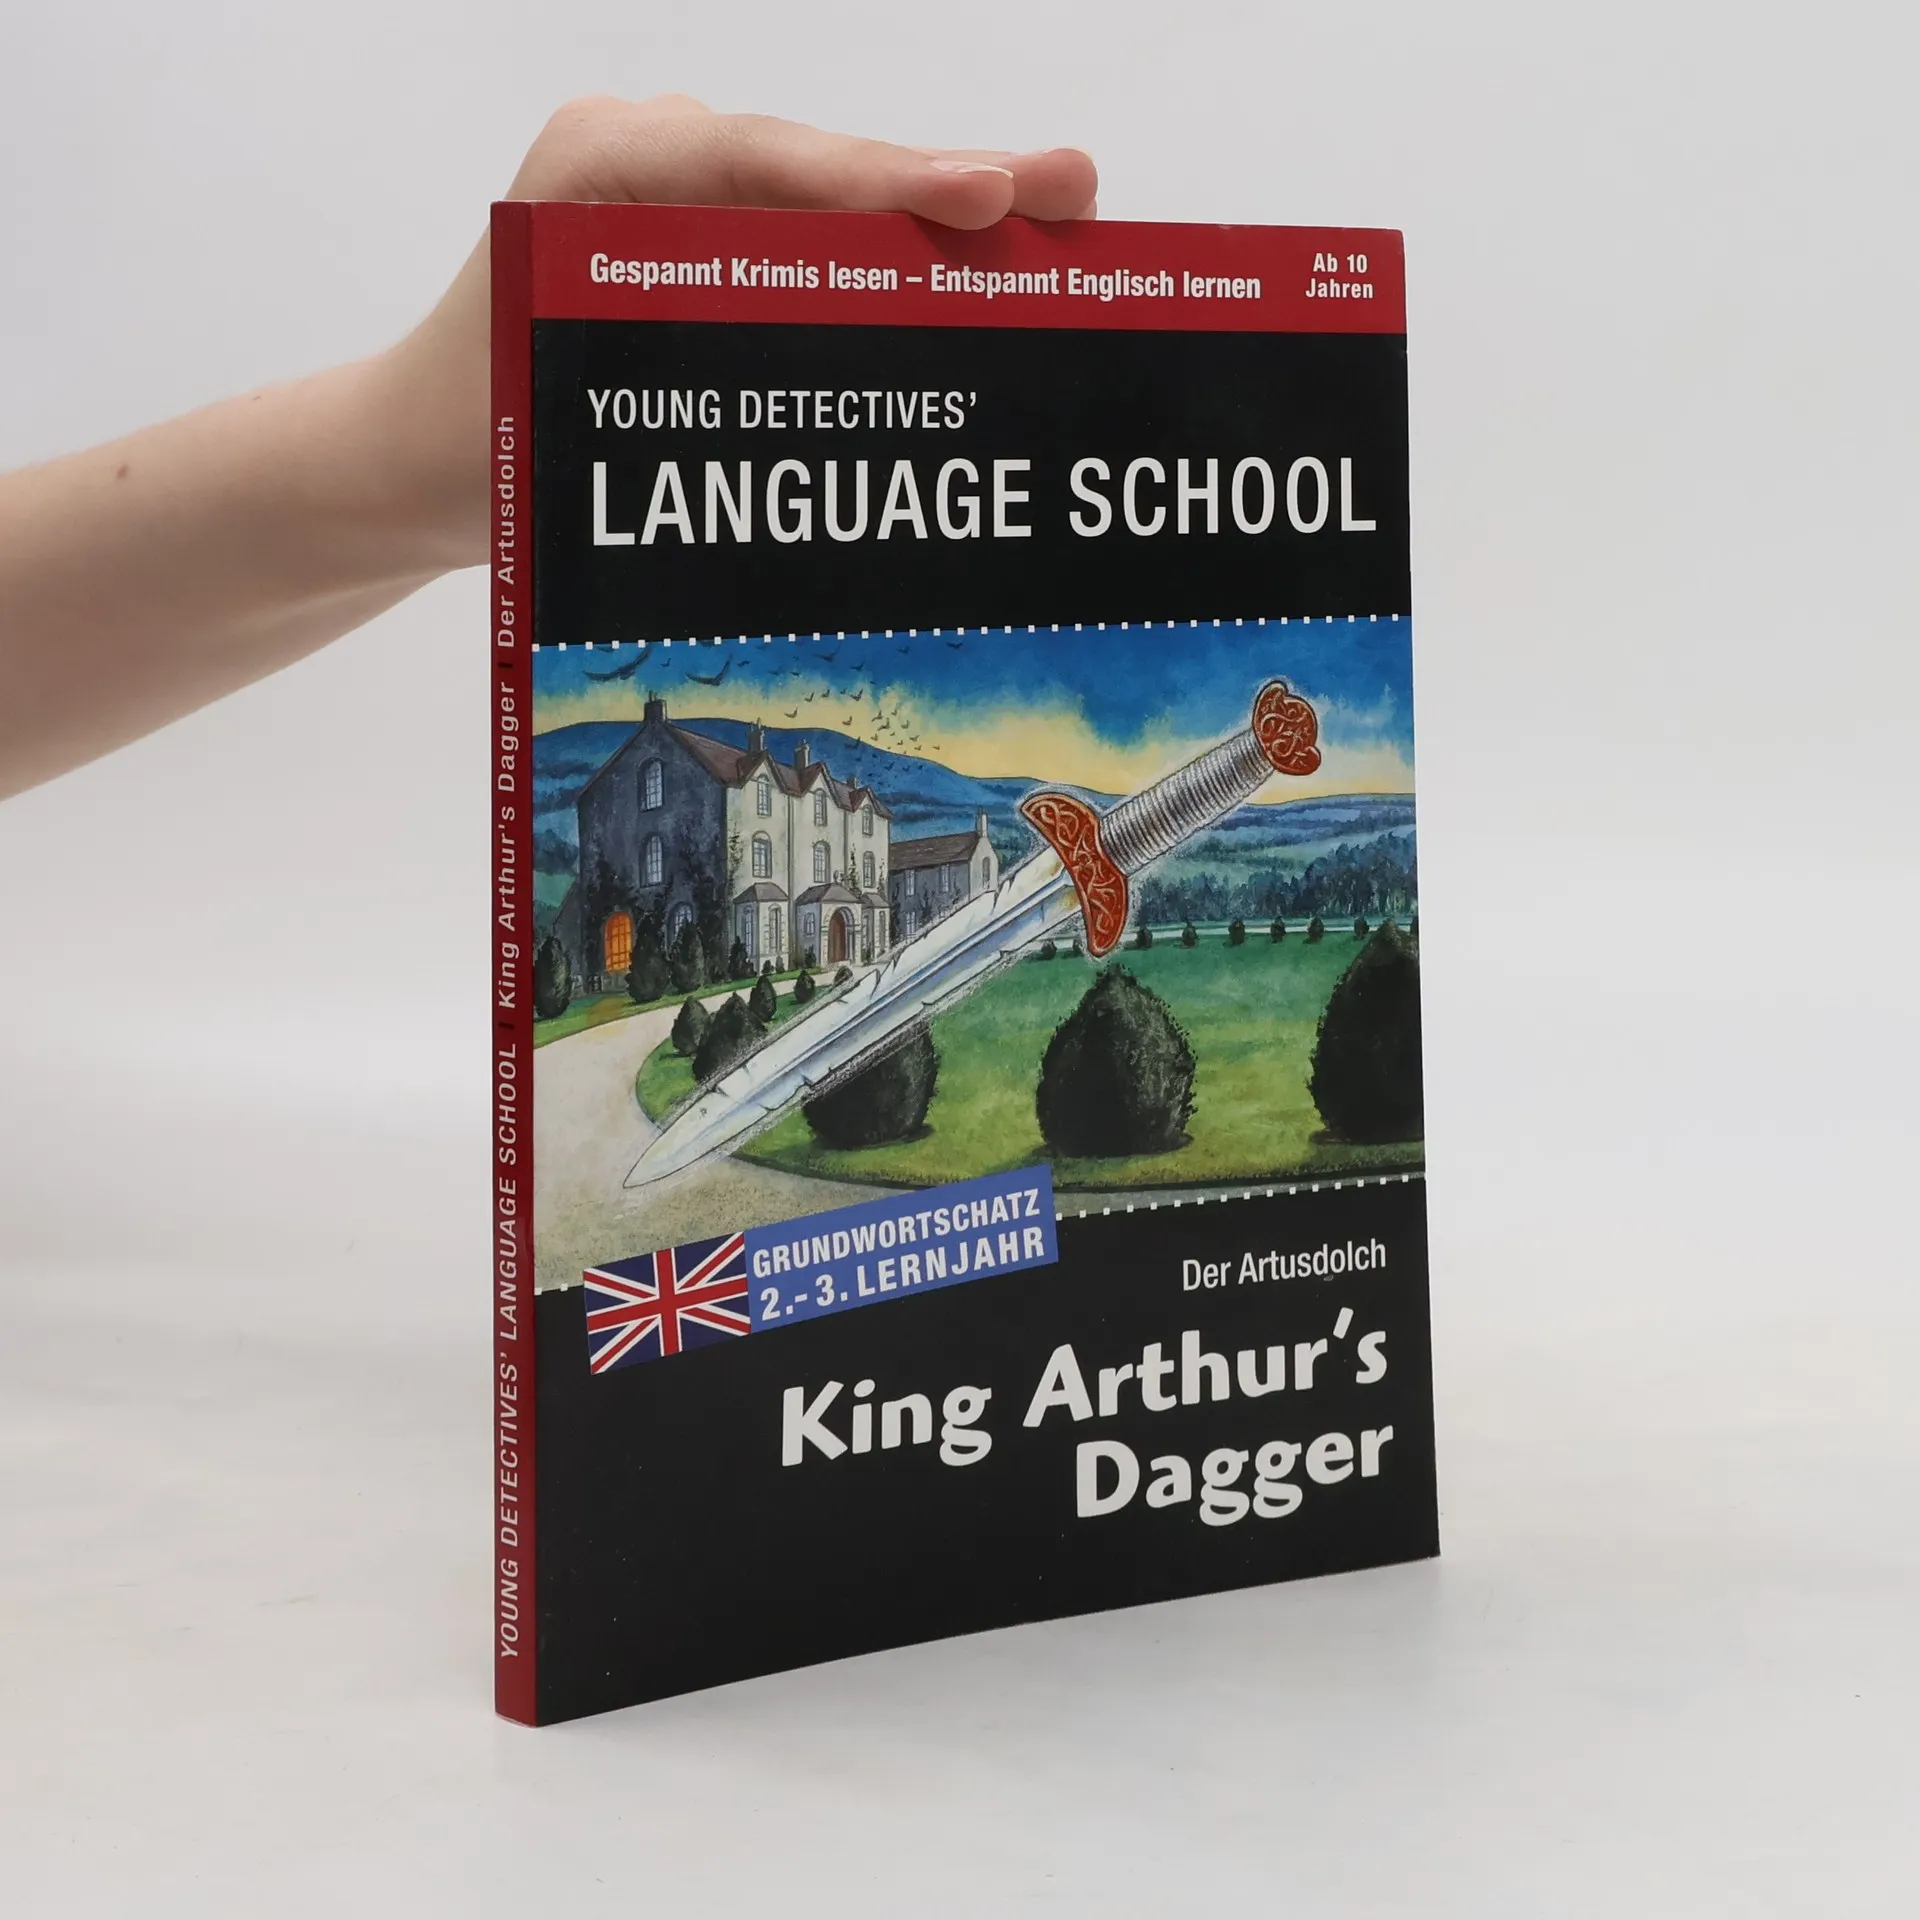 Gespannt Krimis lesen – Entspannt Englisch lernen
Ab 10
Jahren
YOUNG DETECTIVES'
LANGUAGE SCHOOL
GRUNDWORTSCHATZ
2.- 3. LERNJAHR
Der Artusdolch
King Arthur's
Dagger
YOUNG DETECTIVES' LANGUAGE SCHOOL I King Arthur's Dagger I Der Artusdolch